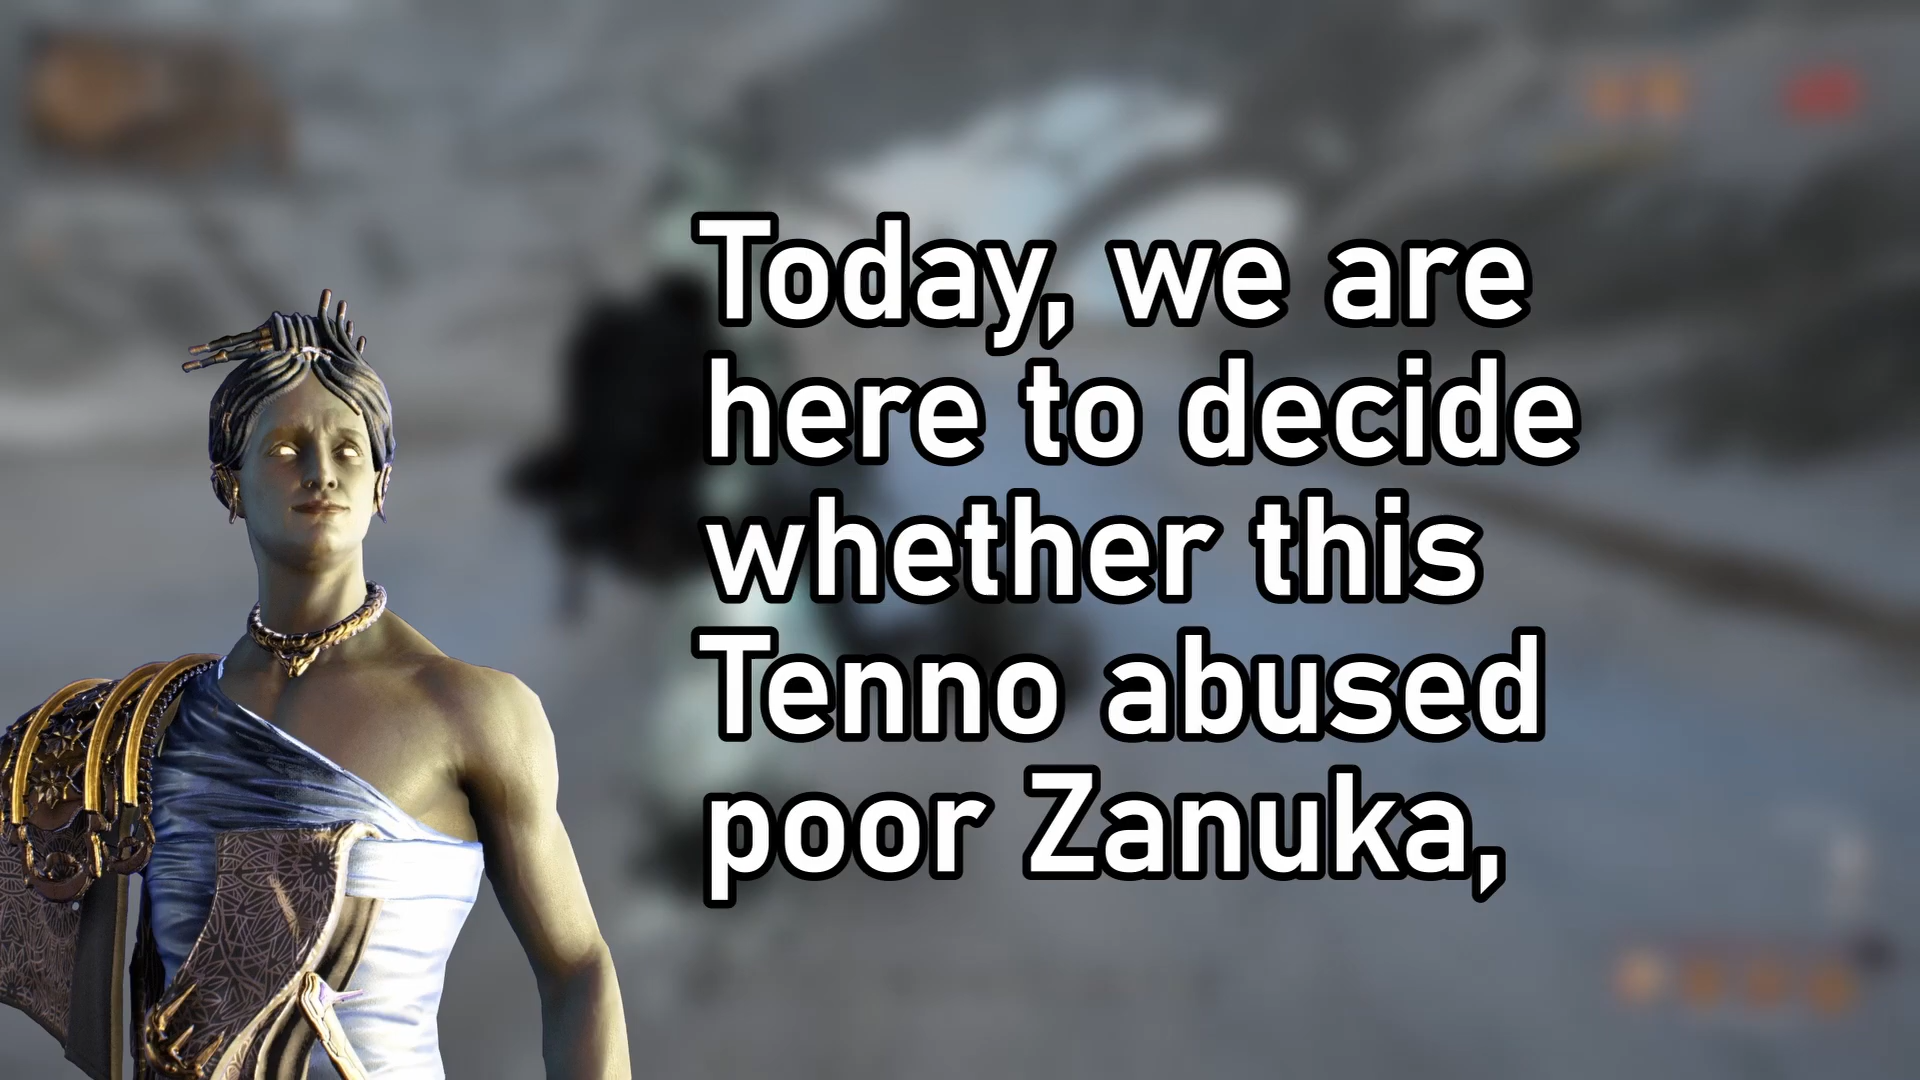 Today, we are
here to decide
whether this
Tenno abused
poor Zanuka,